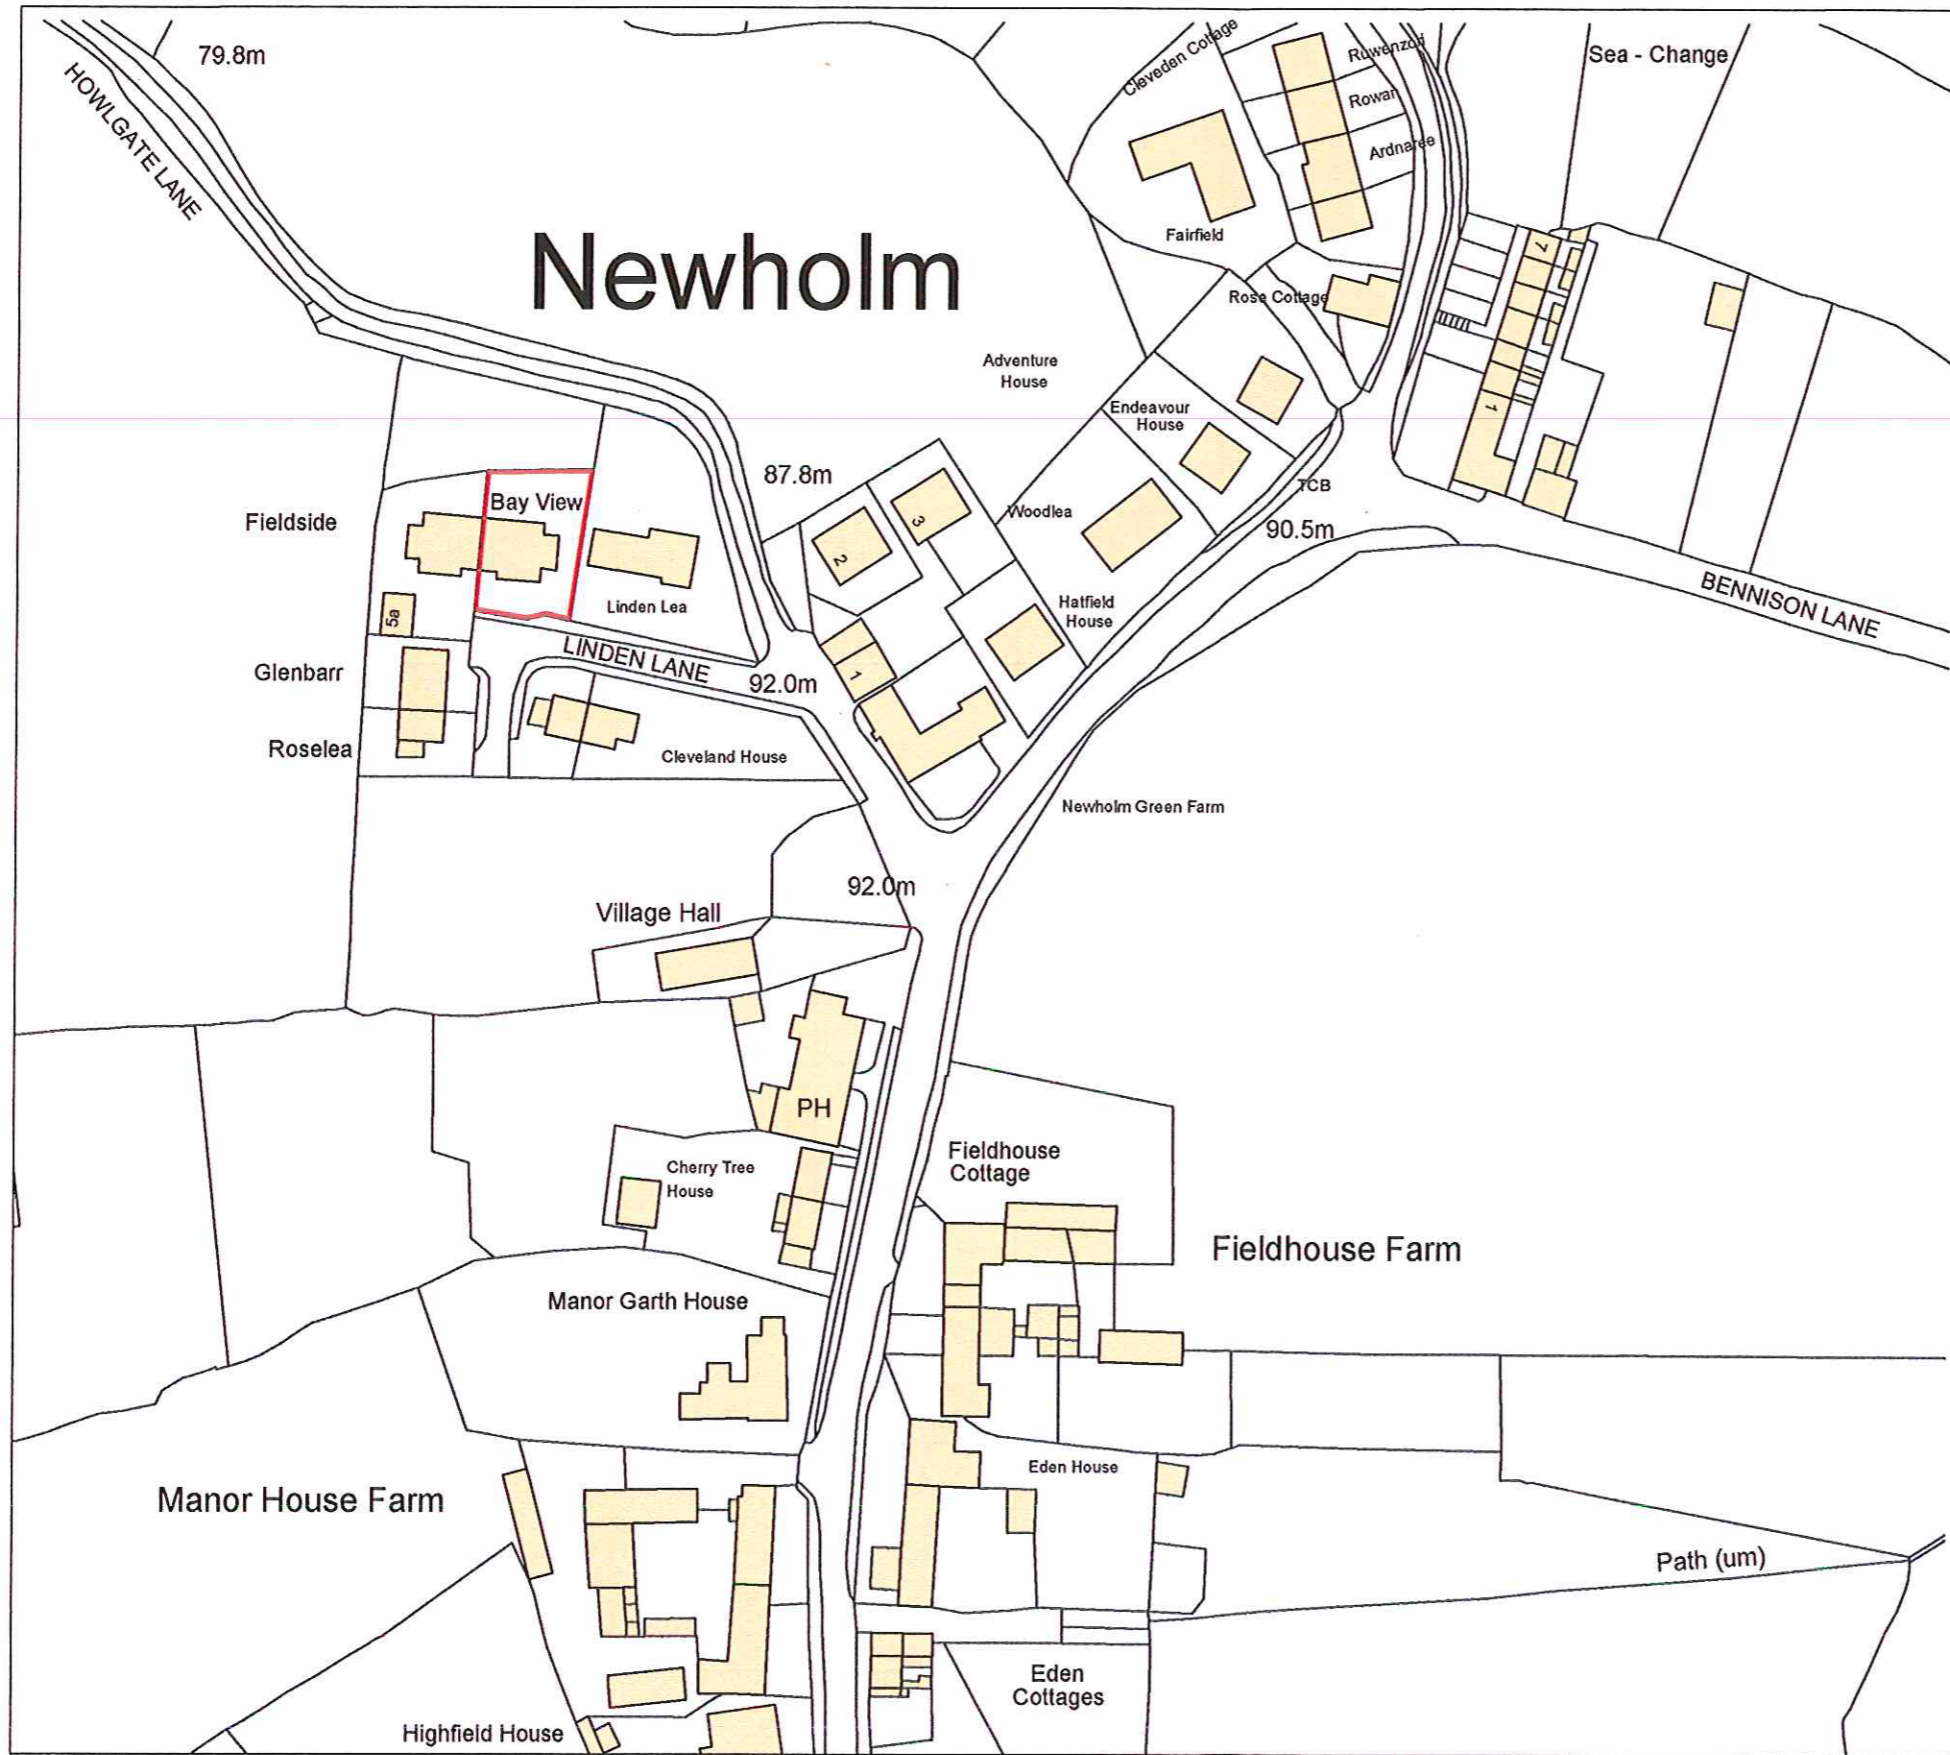 79.8m
HOWLGATE LANE
Newholm
Cleveden Cottage
Ruwenzori
Rowan
Ardnaree
Sea - Change
Fairfield
Rose Cottage
7
1
Adventure
House
Endeavour
House
TCB
90.5m
BENNISON LANE
87.8m
Woodlea
3
2
Hatfield
House
1
Bay View
Fieldside
Linden Lea
5a
LINDEN LANE
92.0m
Glenbarr
Roselea
Cleveland House
Newholm Green Farm
92.0m
Village Hall
PH
Cherry Tree
House
Fieldhouse
Cottage
Fieldhouse Farm
Manor Garth House
Manor House Farm
Eden House
Path (um)
Eden
Cottages
Highfield House